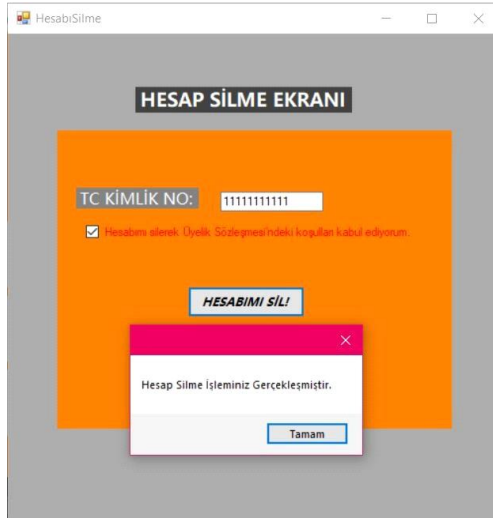 HesabıSilme
HESAP SİLME EKRANI
TC KİMLİK NO:
11111111111
Hesabımı silerek Üyelik Sözleşmesi'ndeki koşulları kabul ediyorum.
HESABIMI SİL!
Hesap Silme İşleminiz Gerçekleşmiştir.
Tamam